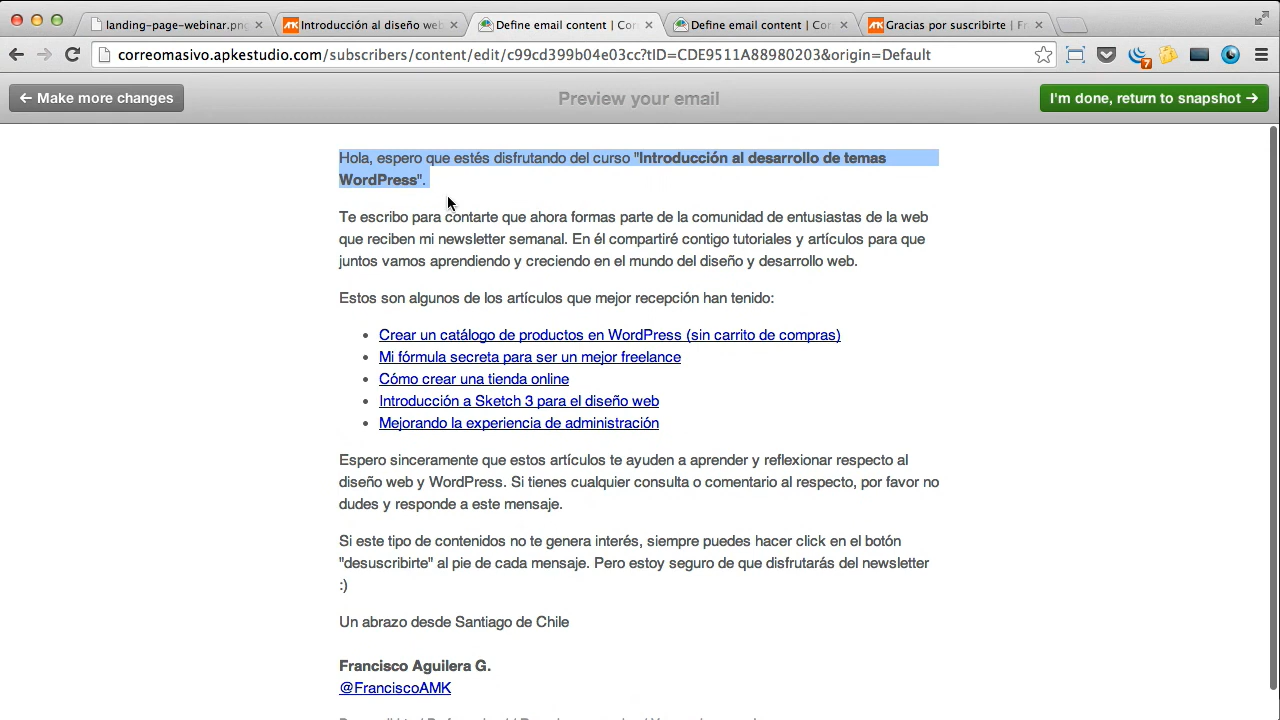 landing-page-webinar.png
Introducción al diseño web
Define email content | Co
Define email content | Co
Gracias por suscribirte | Fr
correomasivo.apkestudio.com/subscribers/content/edit/c99cd399b04e03cc?tID=CDE9511A88980203&origin=Default
7
← Make more changes
Preview your email
I'm done, return to snapshot →
Hola, espero que estés disfrutando del curso "Introducción al desarrollo de temas
WordPress".
Te escribo para contarte que ahora formas parte de la comunidad de entusiastas de la web
que reciben mi newsletter semanal. En él compartiré contigo tutoriales y artículos para que
juntos vamos aprendiendo y creciendo en el mundo del diseño y desarrollo web.
Estos son algunos de los artículos que mejor recepción han tenido:
• Crear un catálogo de productos en WordPress (sin carrito de compras)
• Mi fórmula secreta para ser un mejor freelance
• Cómo crear una tienda online
• Introducción a Sketch 3 para el diseño web
• Mejorando la experiencia de administración
Espero sinceramente que estos artículos te ayuden a aprender y reflexionar respecto al
diseño web y WordPress. Si tienes cualquier consulta o comentario al respecto, por favor no
dudes y responde a este mensaje.
Si este tipo de contenidos no te genera interés, siempre puedes hacer click en el botón
"desuscribirte" al pie de cada mensaje. Pero estoy seguro de que disfrutarás del newsletter
:)
Un abrazo desde Santiago de Chile
Francisco Aguilera G.
@FranciscoAMK